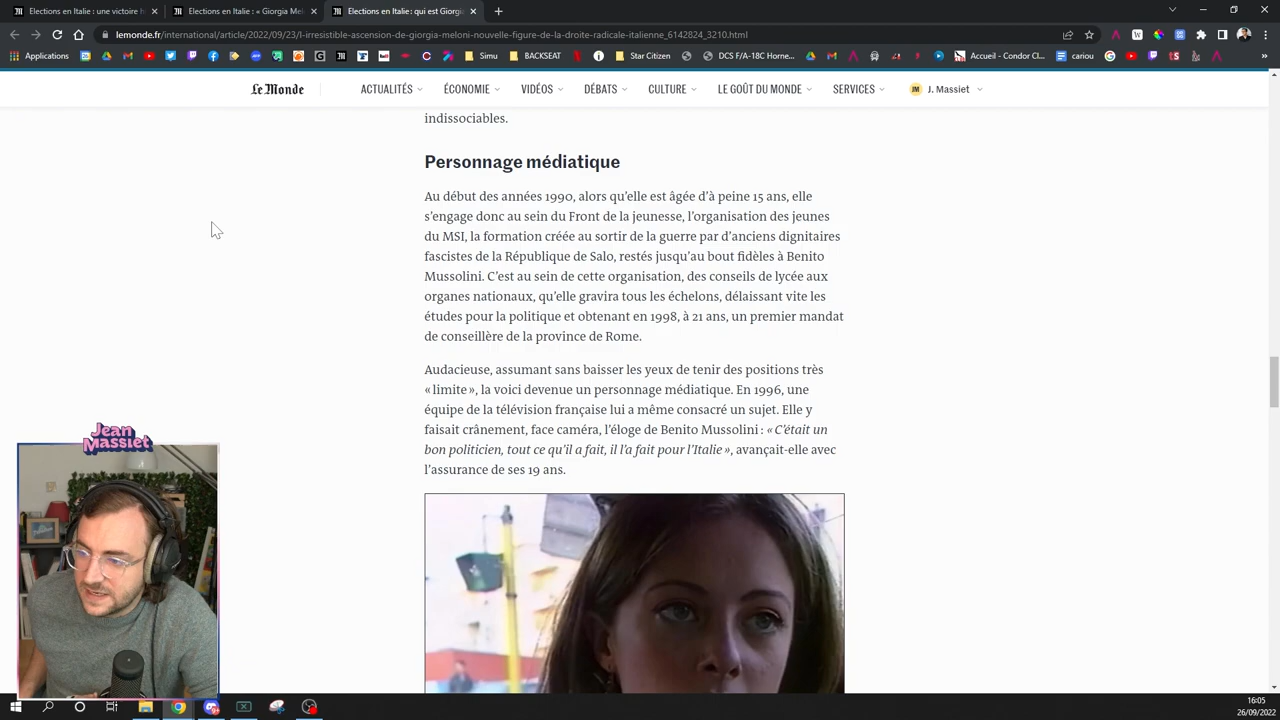 Elections en Italie : une victoire h
Elections en Italie : « Giorgia Mel
Elections en Italie : qui est Giorgi
lemonde.fr/international/article/2022/09/23/l-irresistible-ascension-de-giorgia-meloni-nouvelle-figure-de-la-droite-radicale-italienne_6142824_3210.html
Applications
Simu
BACKSEAT
Star Citizen
DCS F/A-18C Horne...
Accueil - Condor Cl...
cariou
Le Monde
ACTUALITÉS
ÉCONOMIE
VIDÉOS
DÉBATS
CULTURE
LE GOÛT DU MONDE
SERVICES
JM
J. Massiet
indissociables.
Personnage médiatique
Au début des années 1990, alors qu’elle est âgée d’à peine 15 ans, elle
s’engage donc au sein du Front de la jeunesse, l’organisation des jeunes
du MSI, la formation créée au sortir de la guerre par d’anciens dignitaires
fascistes de la République de Salo, restés jusqu’au bout fidèles à Benito
Mussolini. C’est au sein de cette organisation, des conseils de lycée aux
organes nationaux, qu’elle gravira tous les échelons, délaissant vite les
études pour la politique et obtenant en 1998, à 21 ans, un premier mandat
de conseillère de la province de Rome.
Audacieuse, assumant sans baisser les yeux de tenir des positions très
« limite », la voici devenue un personnage médiatique. En 1996, une
équipe de la télévision française lui a même consacré un sujet. Elle y
faisait crânement, face caméra, l’éloge de Benito Mussolini : « C’était un
bon politicien, tout ce qu’il a fait, il l’a fait pour l’Italie », avançait-elle avec
l’assurance de ses 19 ans.
Jean
Massiet
16:05
26/09/2022